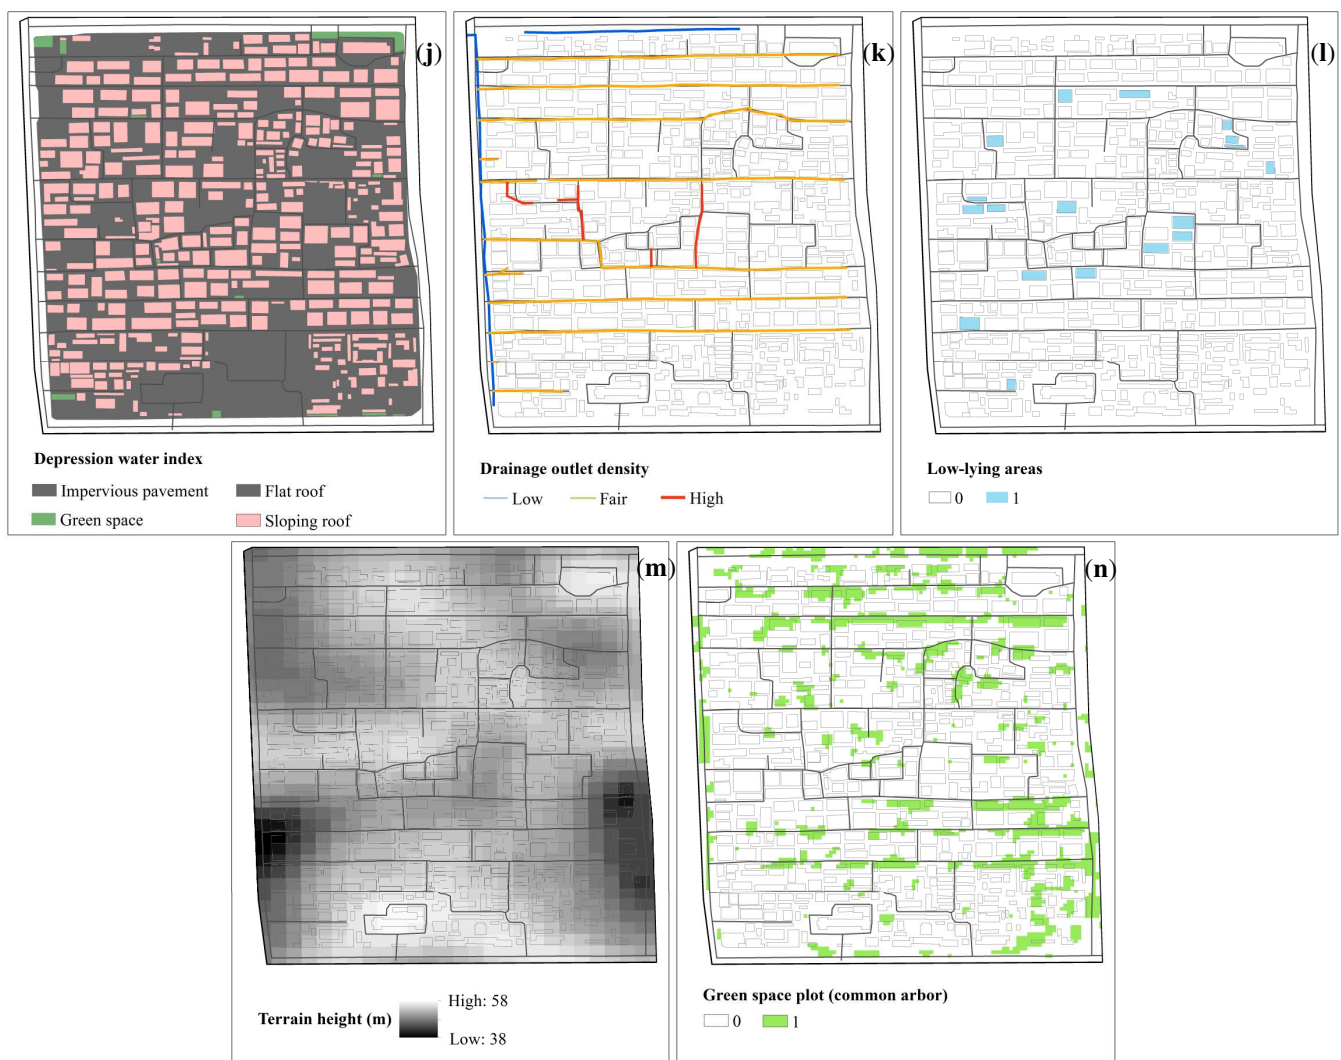 (j)
Depression water index
Impervious pavement
Flat roof
Green space
Sloping roof
(k)
Drainage outlet density
Low
Fair
High
(l)
Low-lying areas
0
1
(m)
Terrain height (m)
High: 58
Low: 38
(n)
Green space plot (common arbor)
0
1